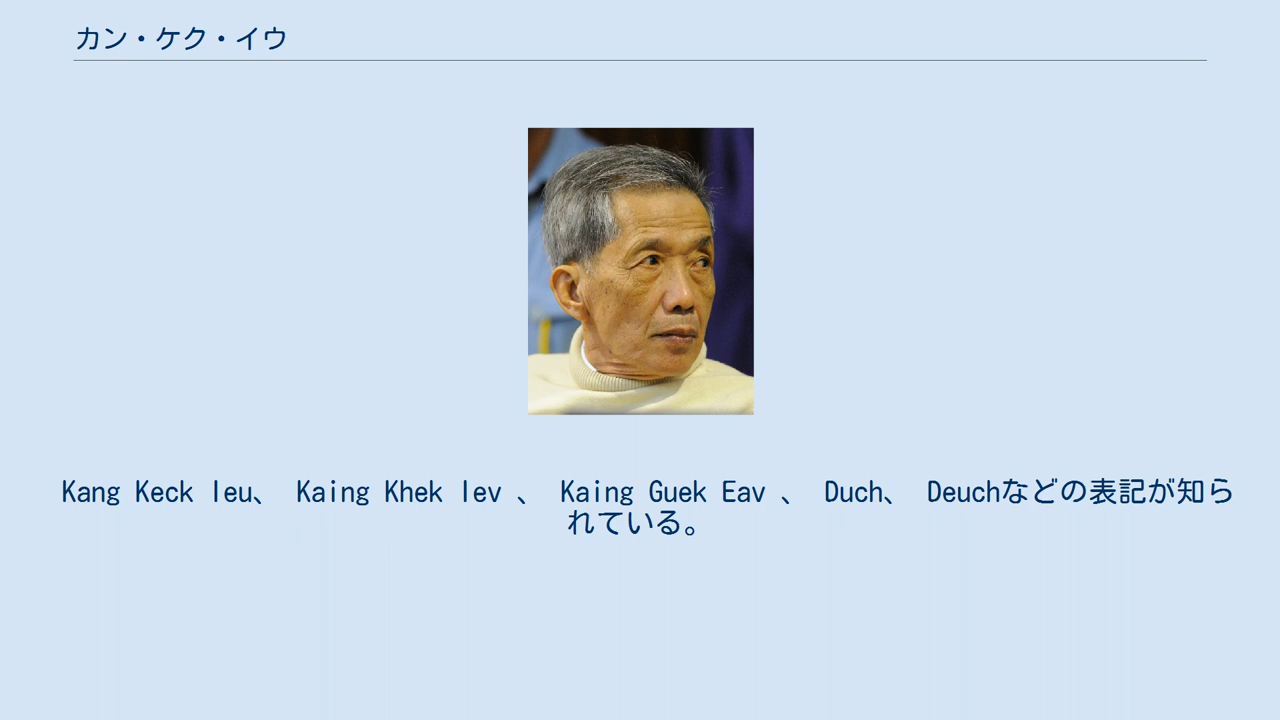 カン・ケク・イウ
Kang Keck Ieu、 Kaing Khek Iev 、 Kaing Guek Eav 、 Duch、 Deuchなどの表記が知ら
れている。